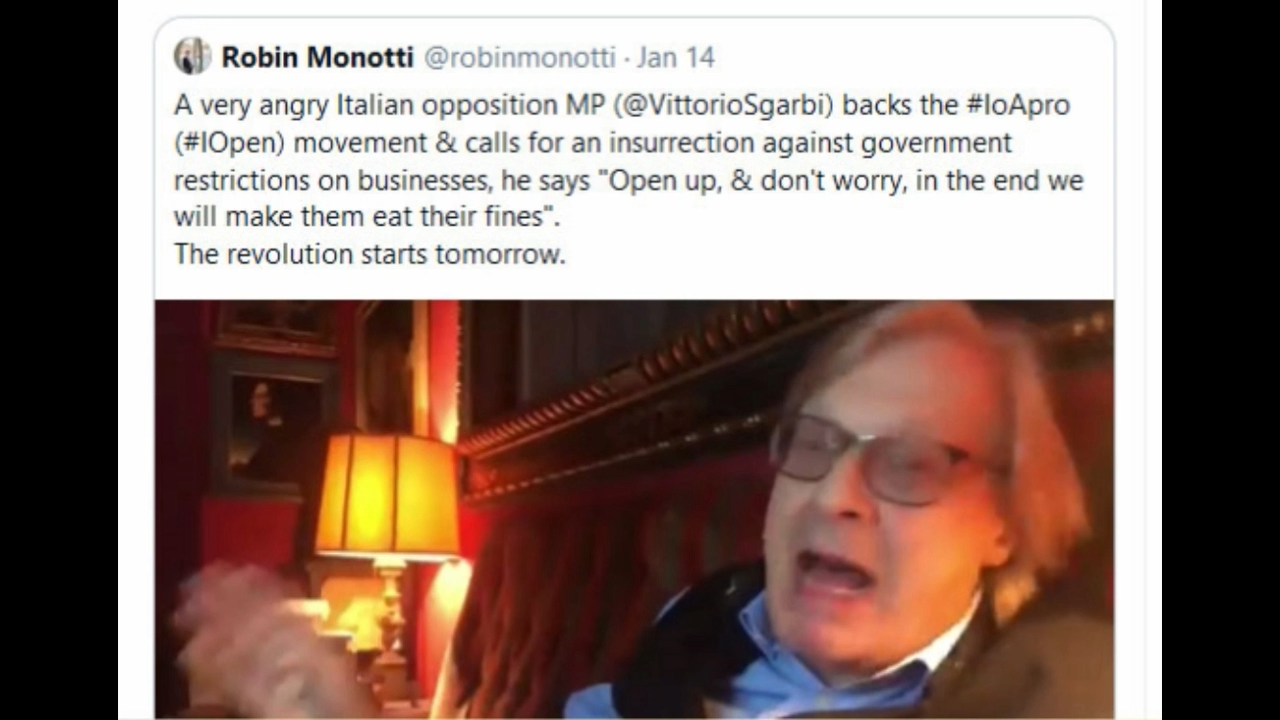 Robin Monotti @robinmonotti · Jan 14
A very angry Italian opposition MP (@VittorioSgarbi) backs the #IoApro
(#IOpen) movement & calls for an insurrection against government
restrictions on businesses, he says "Open up, & don't worry, in the end we
will make them eat their fines".
The revolution starts tomorrow.